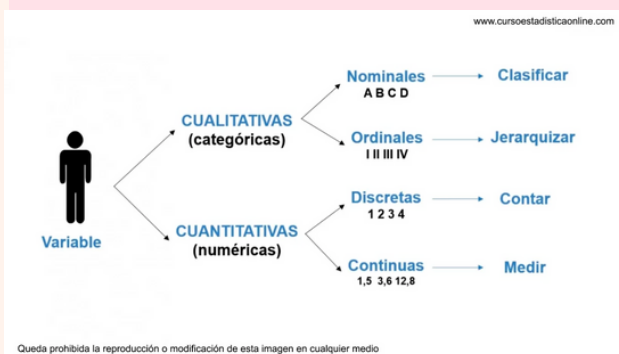 www.cursoestadisticaonline.com
Nominales
A B C D
Clasificar
CUALITATIVAS
(categóricas)
Ordinales
I II III IV
Jerarquizar
Variable
CUANTITATIVAS
(numéricas)
Discretas
1 2 3 4
Contar
Continuas
1,5 3,6 12,8
Medir
Queda prohibida la reproducción o modificación de esta imagen en cualquier medio